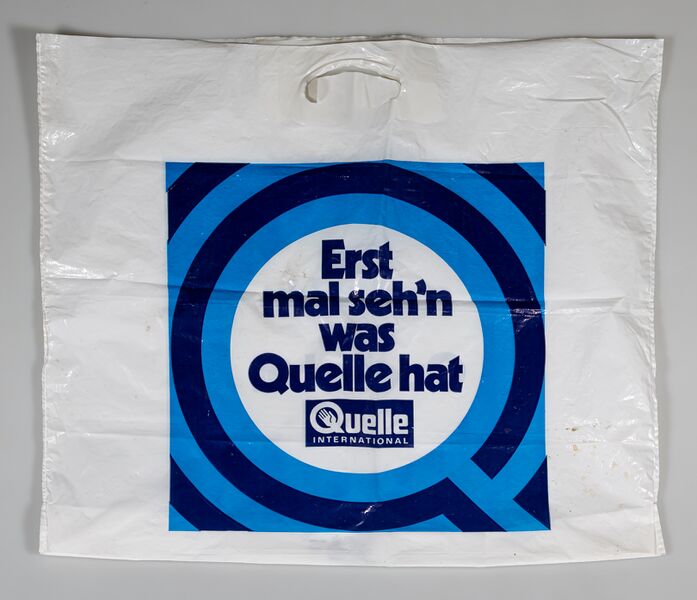 Erst
mal seh'n
was
Quelle hat
Quelle
INTERNATIONAL